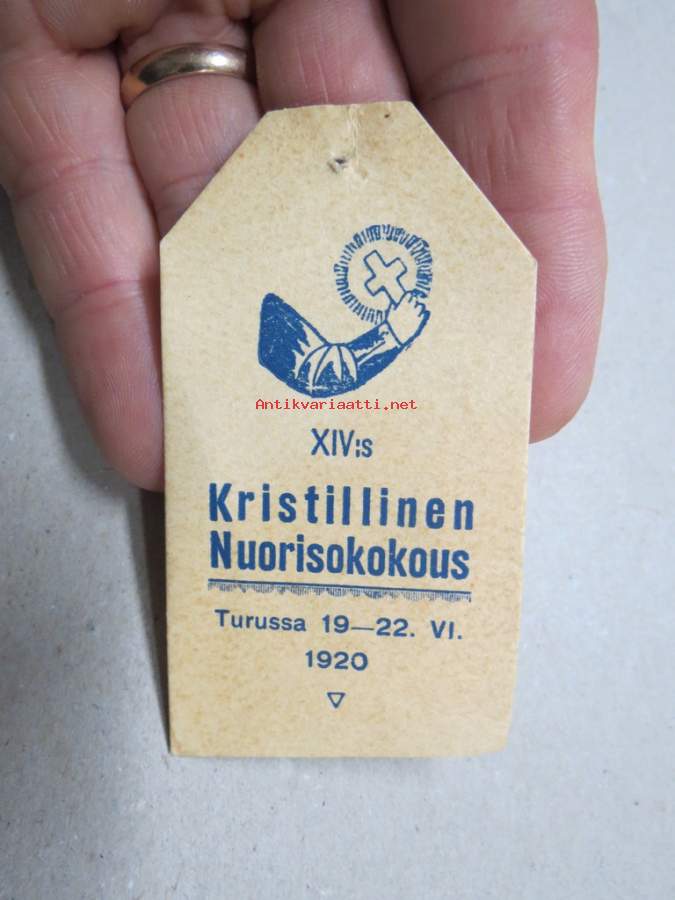 Antikvariaatti.net
XIV:s
Kristillinen
Nuorisokokous
Turussa 19—22. VI.
1920